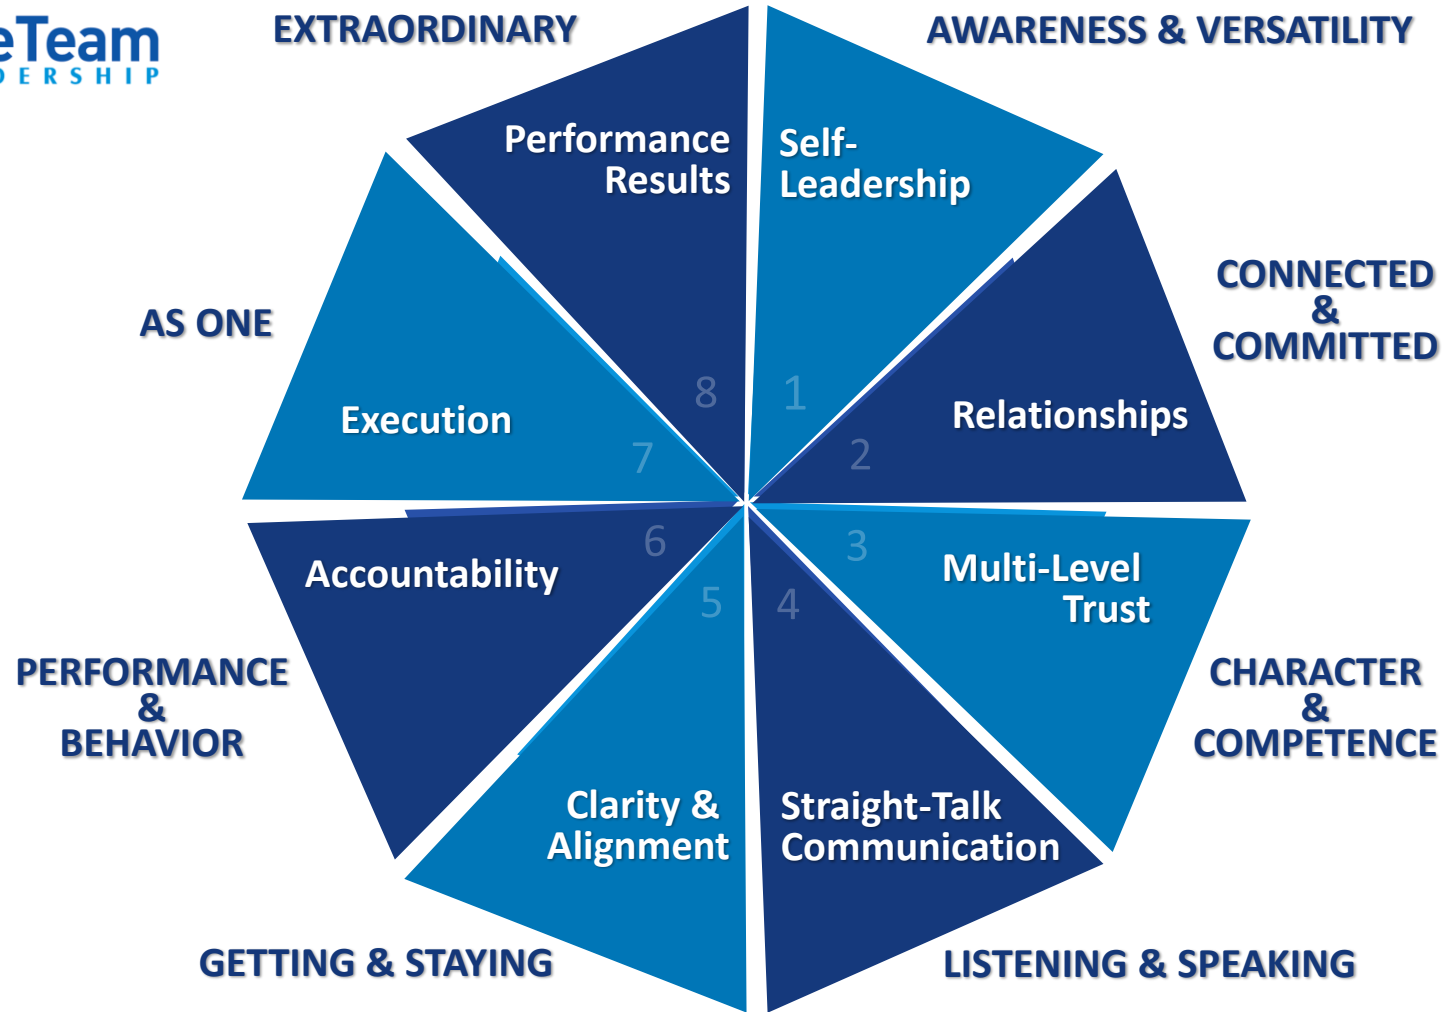 eTeam
DERSHIP
EXTRAORDINARY
AWARENESS & VERSATILITY
Performance
Results
Self-
Leadership
CONNECTED
&
COMMITTED
AS ONE
8
1
Execution
7
2
Relationships
6
3
Accountability
Multi-Level
Trust
5
4
PERFORMANCE
&
BEHAVIOR
CHARACTER
&
COMPETENCE
Clarity &
Alignment
Straight-Talk
Communication
GETTING & STAYING
LISTENING & SPEAKING